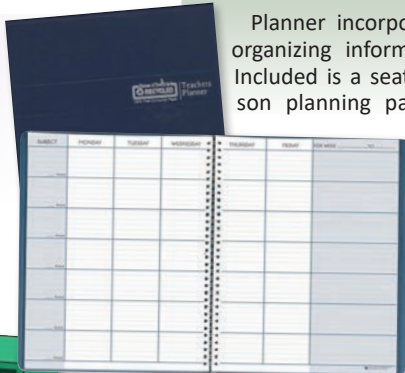 Planner incorpo
organizing inform
Included is a seat
son planning pa
RECYCLED
Teachers
Planner
SUBJECT MONDAY TUESDAY WEDNESDAY THURSDAY FRIDAY FOR WEEK TO